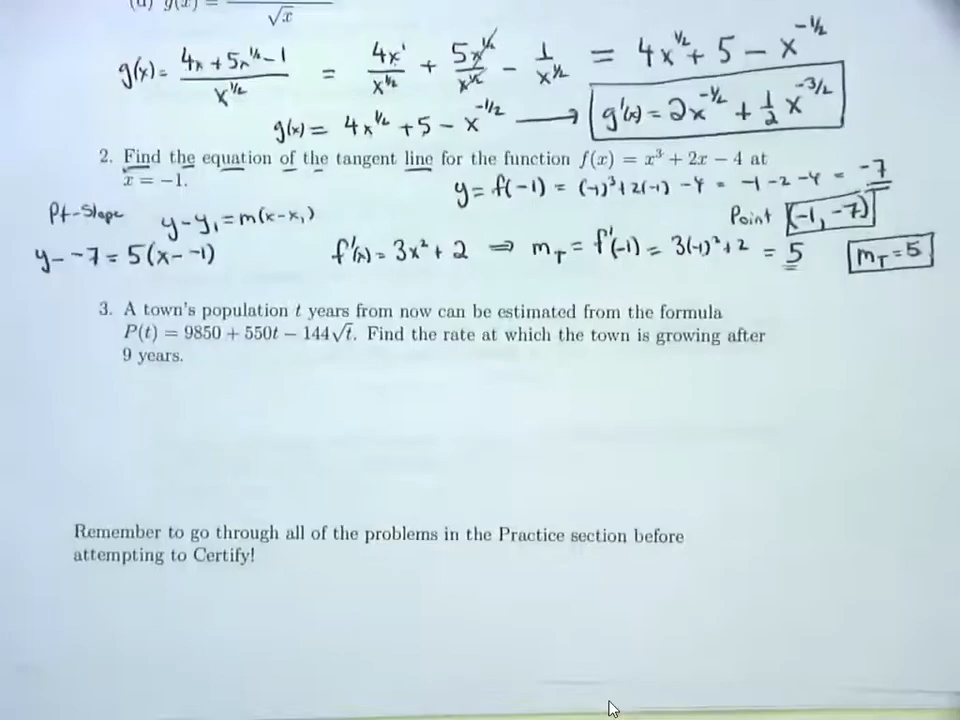 (d) g(x) = √x
g(x) = 4x + 5x^1/2 - 1 / x^1/2 = 4x^1 / x^1/2 + 5x^1/2 / x^1/2 - 1 / x^1/2 = 4x^1/2 + 5 - x^-1/2
g(x) = 4x^1/2 + 5 - x^-1/2 → g'(x) = 2x^-1/2 + 1/2 x^-3/2
2. Find the equation of the tangent line for the function f(x) = x³ + 2x − 4 at
x = −1.
y = f(-1) = (-1)³ + 2(-1) - 4 = -1 - 2 - 4 = -7
Pt-Slope y - y₁ = m(x - x₁) Point (-1, -7)
y - -7 = 5(x - -1) f'(x) = 3x² + 2 ⇒ m_T = f'(-1) = 3(-1)² + 2 = 5 m_T = 5
3. A town's population t years from now can be estimated from the formula
P(t) = 9850 + 550t − 144√t. Find the rate at which the town is growing after
9 years.
Remember to go through all of the problems in the Practice section before
attempting to Certify!